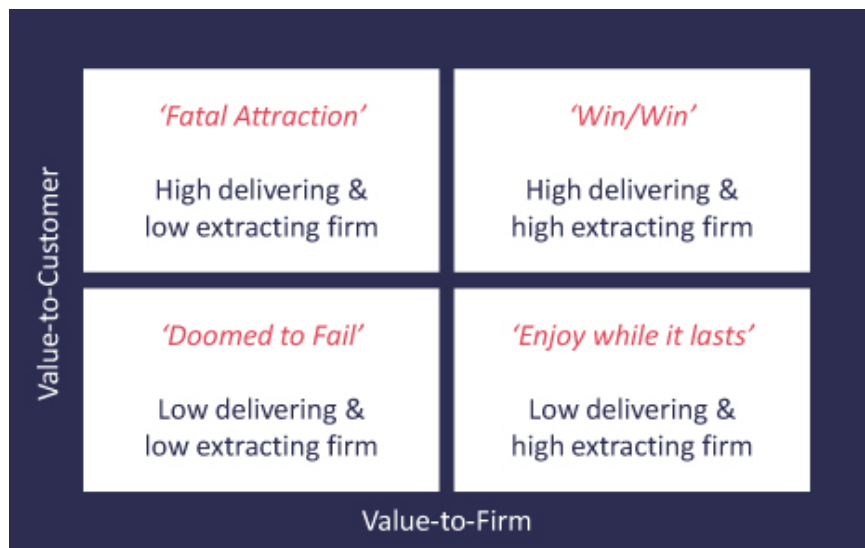 ‘Fatal Attraction’
High delivering &
low extracting firm
‘Win/Win’
High delivering &
high extracting firm
Value-to-Customer
‘Doomed to Fail’
Low delivering &
low extracting firm
‘Enjoy while it lasts’
Low delivering &
high extracting firm
Value-to-Firm